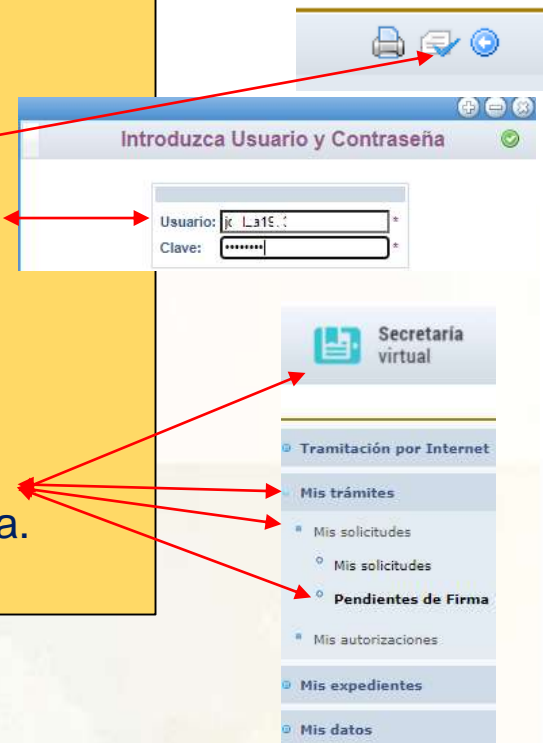 Introduzca Usuario y Contraseña
Usuario: *
Clave: •••••••• *
Secretaría
virtual
Tramitación por Internet
Mis trámites
a.
Mis solicitudes
Mis solicitudes
Pendientes de Firma
Mis autorizaciones
Mis expedientes
Mis datos